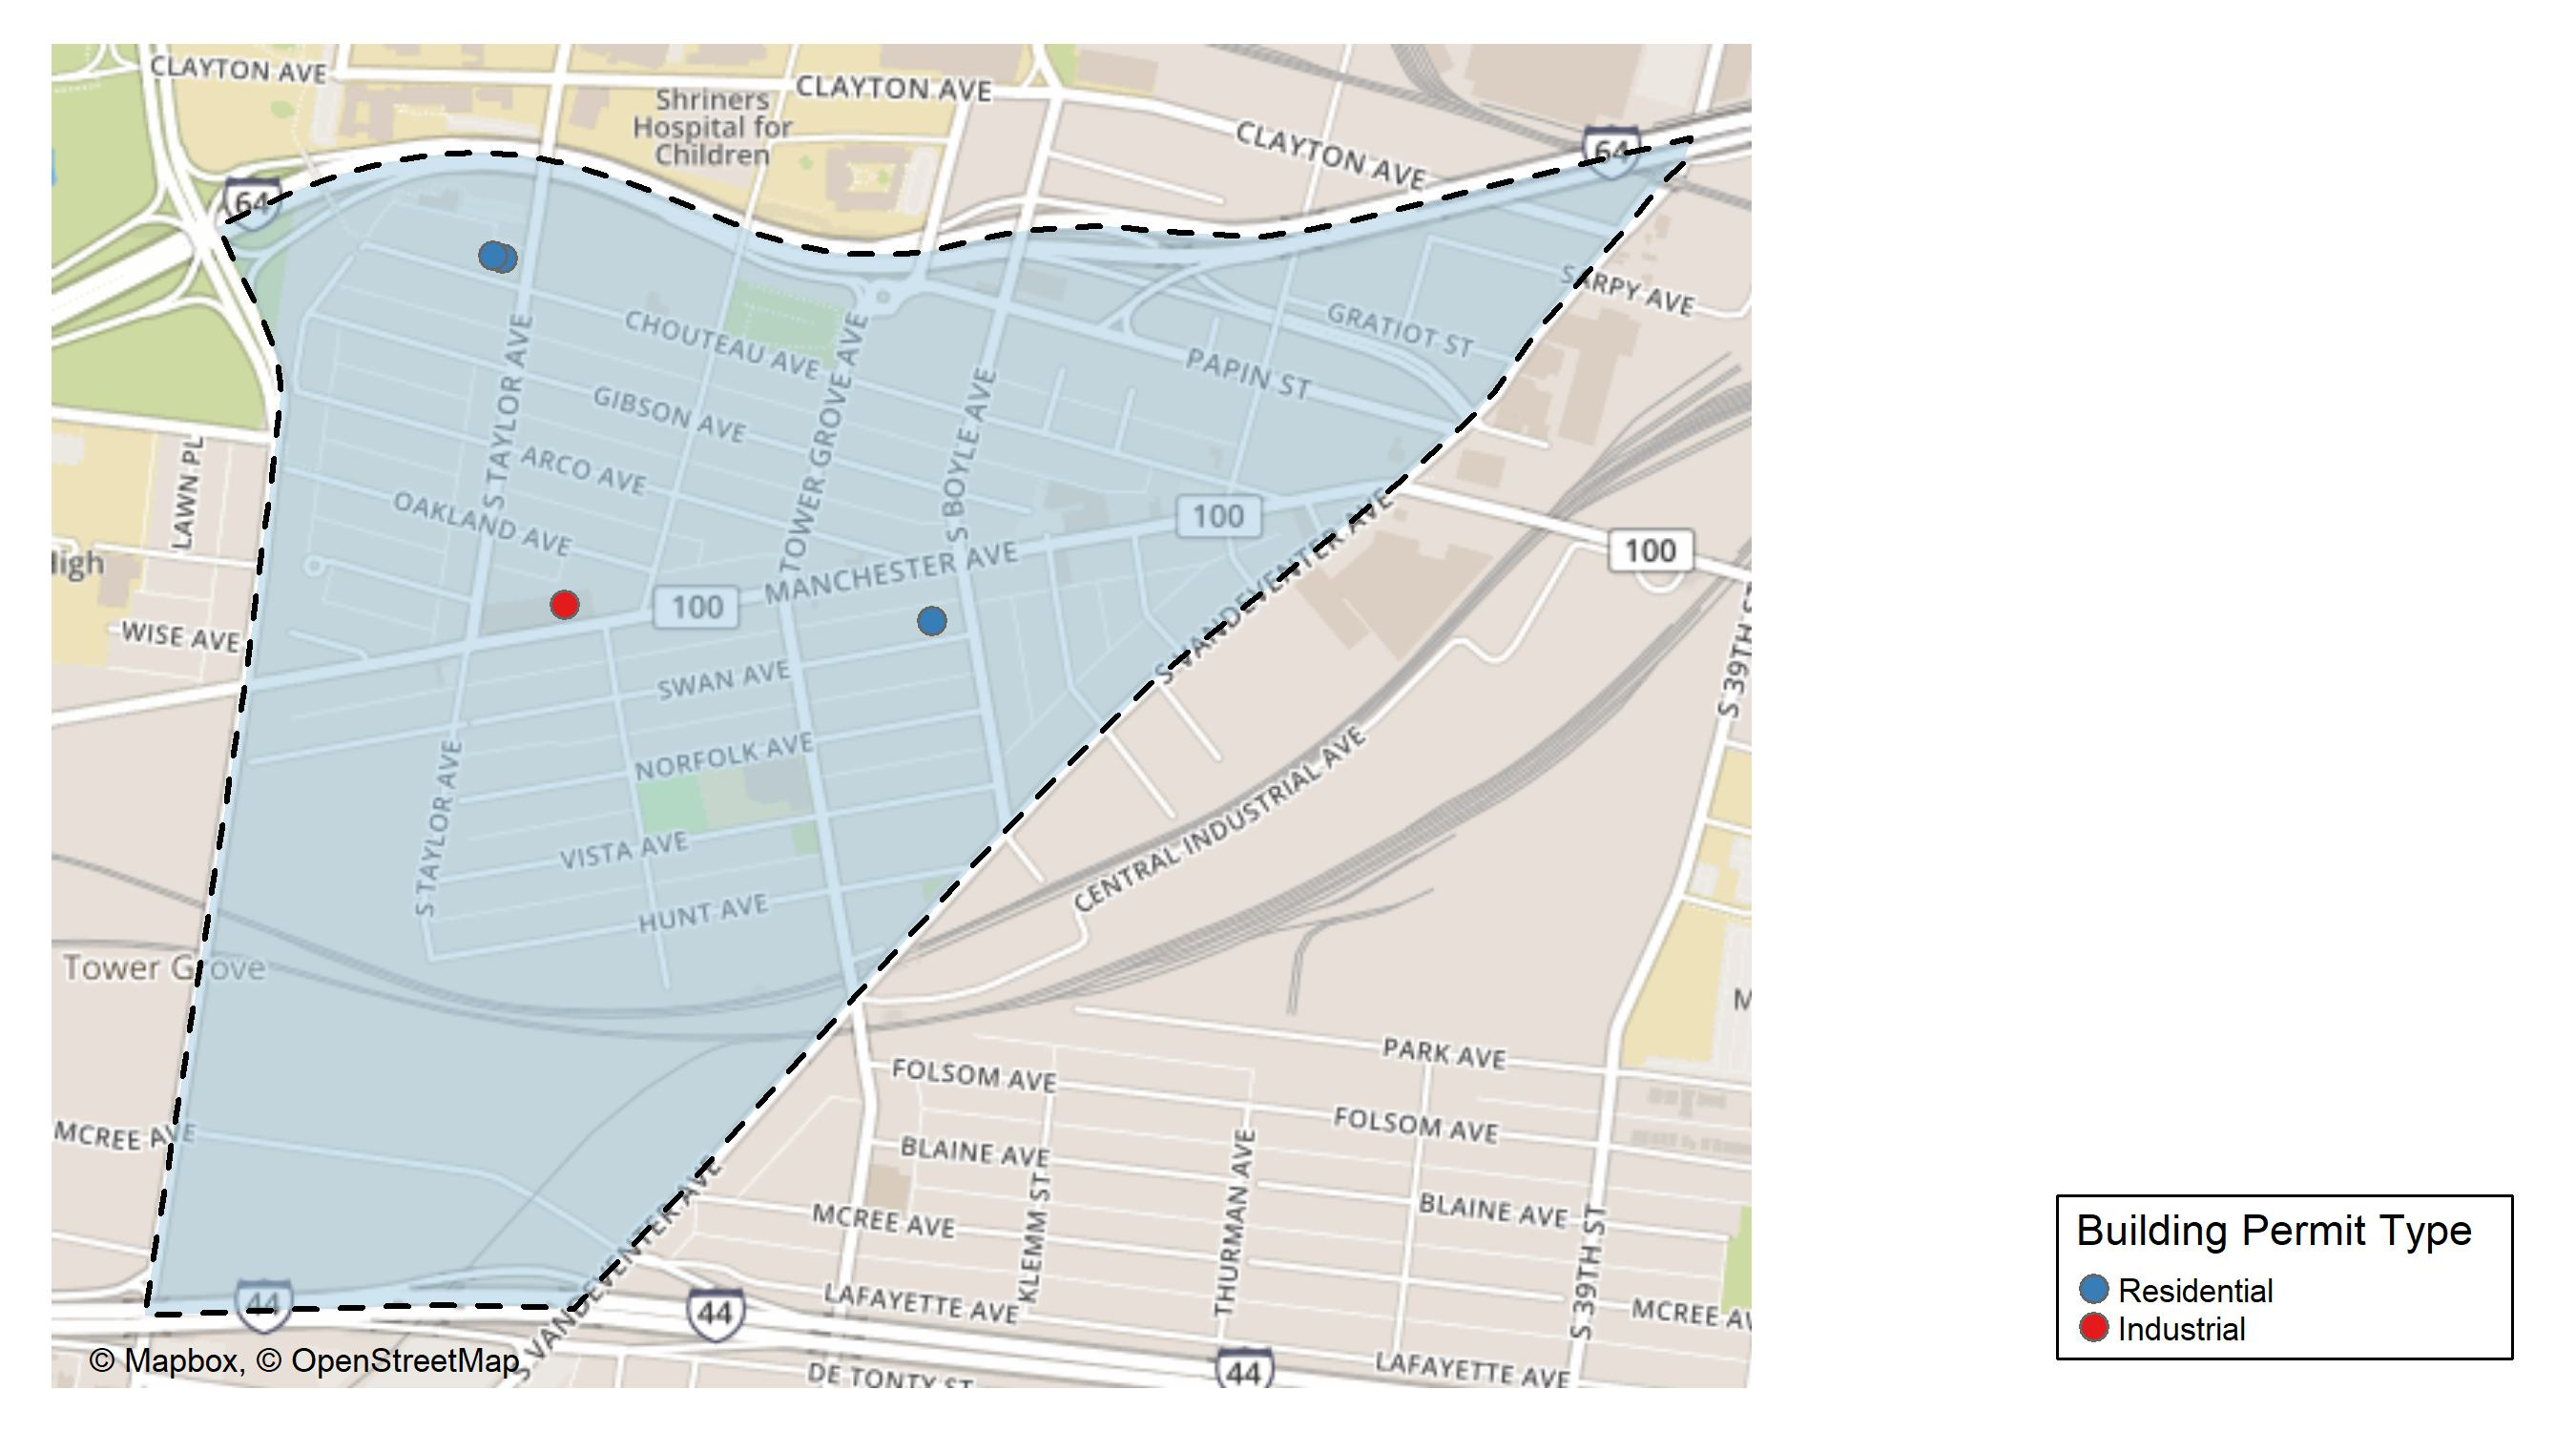 CLAYTON AVE
CLAYTON AVE
Shriners
Hospital for
Children
CLAYTON AVE
64
64
SARPY AVE
GRATIOT ST
CHOUTEAU AVE
PAPIN ST
S TAYLOR AVE
TOWER GROVE AVE
S BOYLE AVE
GIBSON AVE
ARCO AVE
LAWN PL
OAKLAND AVE
100
S VANDEVENTER AVE
100
MANCHESTER AVE
100
WISE AVE
S 39TH ST
SWAN AVE
NORFOLK AVE
S TAYLOR AVE
CENTRAL INDUSTRIAL AVE
VISTA AVE
HUNT AVE
Tower Grove
PARK AVE
FOLSOM AVE
FOLSOM AVE
MCREE AVE
BLAINE AVE
KLEMM ST
THURMAN AVE
BLAINE AVE
S 39TH ST
MCREE AVE
S VANDEVENTER AVE
44
44
LAFAYETTE AVE
MCREE AV
44
LAFAYETTE AVE
DE TONTY ST
© Mapbox, © OpenStreetMap
Building Permit Type
Residential
Industrial